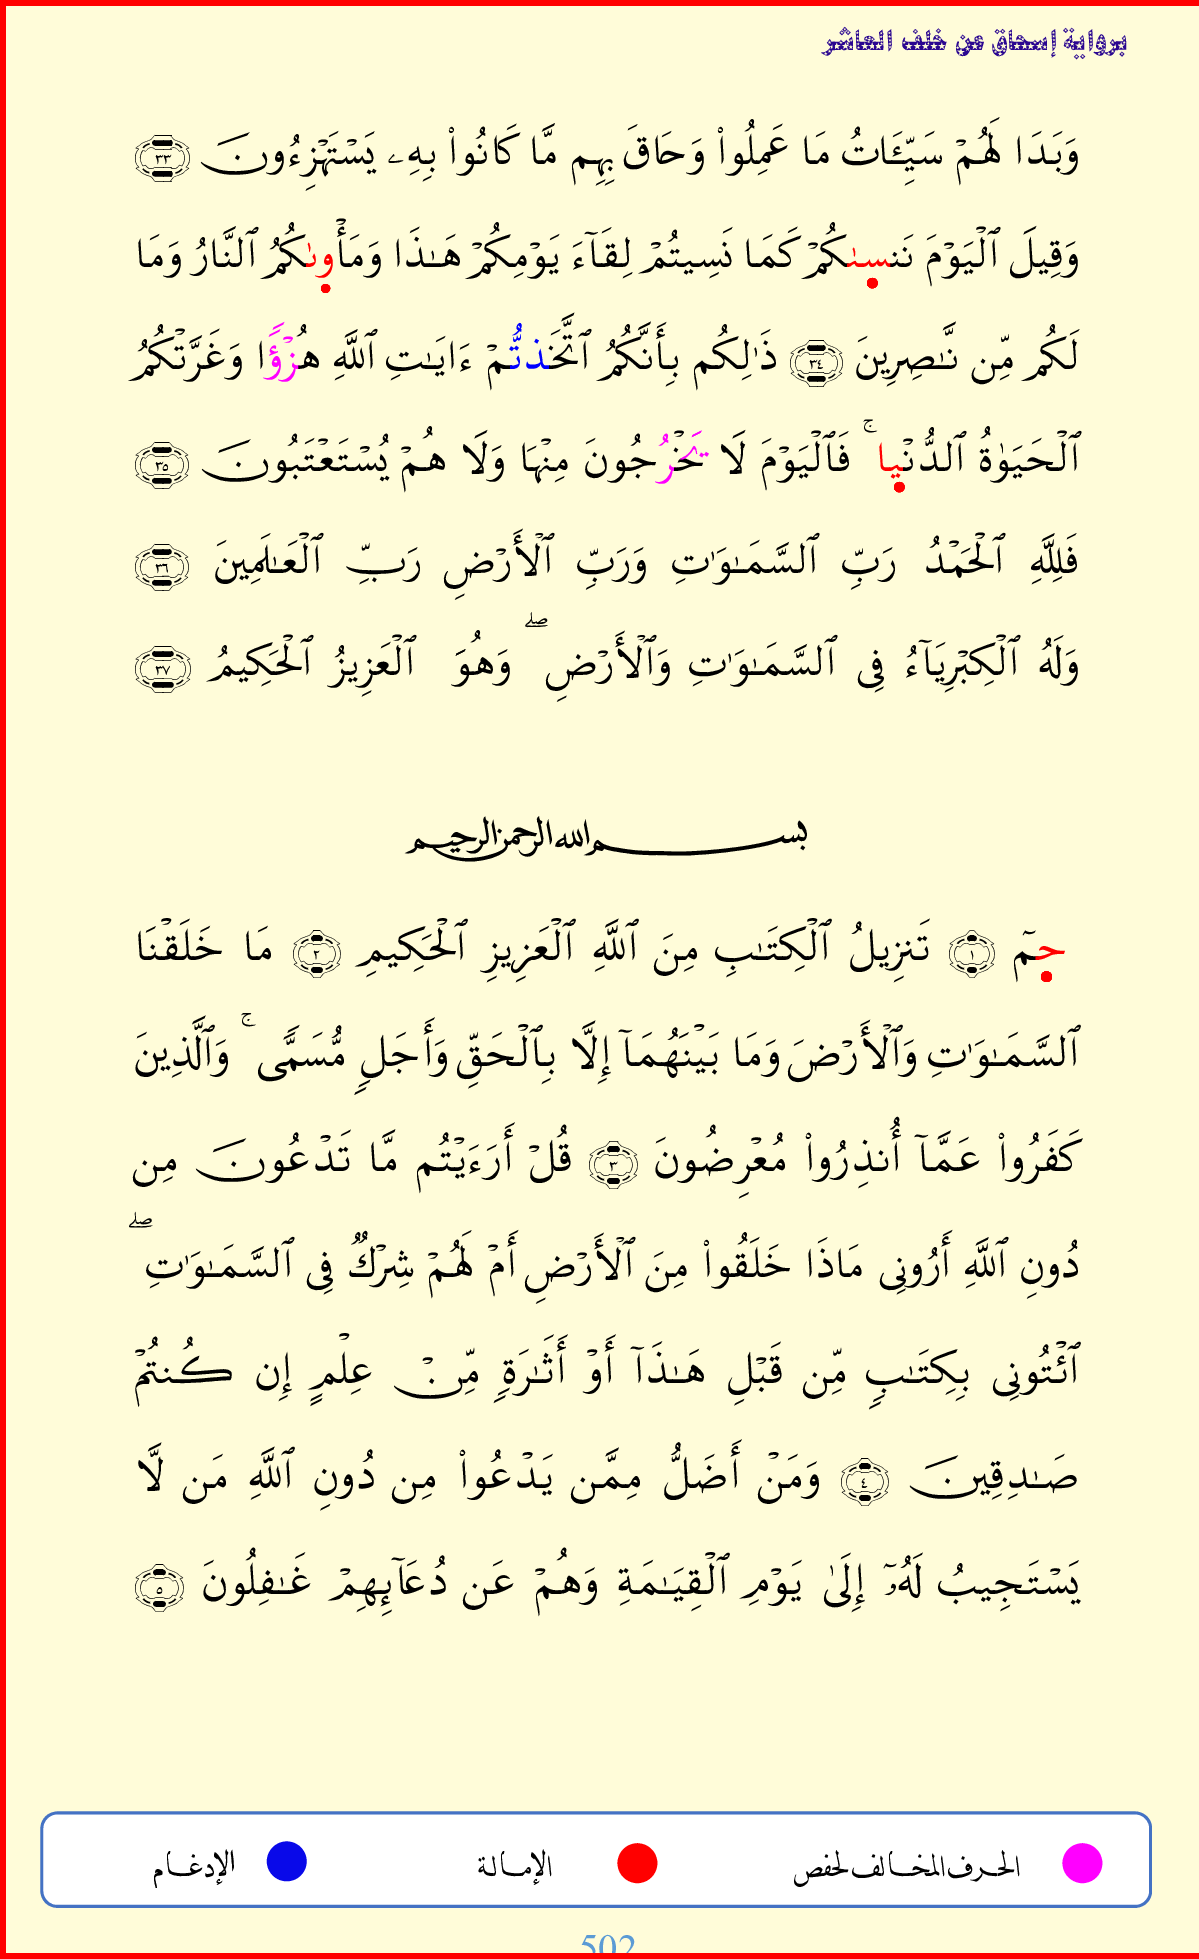 برواية إسحاق عن خلف العاشر
وَبَدَا لَهُمۡ سَيِّـَٔاتُ مَا عَمِلُواْ وَحَاقَ بِهِم مَّا كَانُواْ بِهِۦ يَسۡتَهۡزِءُونَ ٣٣
وَقِيلَ ٱلۡيَوۡمَ نَنسىٰكُمۡ كَمَا نَسِيتُمۡ لِقَآءَ يَوۡمِكُمۡ هَـٰذَا وَمَأۡوىٰكُمُ ٱلنَّارُ وَمَا
لَكُم مِّن نَّـٰصِرِينَ ٣٤ ذَٰلِكُم بِأَنَّكُمُ ٱتَّخَذتُّمۡ ءَايَـٰتِ ٱللَّهِ هُزۡؤٗا وَغَرَّتۡكُمُ
ٱلۡحَيَوٰةُ ٱلدُّنۡيا ۚ فَٱلۡيَوۡمَ لَا يَخۡرُجُونَ مِنۡهَا وَلَا هُمۡ يُسۡتَعۡتَبُونَ ٣٥
فَلِلَّهِ ٱلۡحَمۡدُ رَبِّ ٱلسَّمَـٰوَٰتِ وَرَبِّ ٱلۡأَرۡضِ رَبِّ ٱلۡعَـٰلَمِينَ ٣٦
وَلَهُ ٱلۡكِبۡرِيَآءُ فِى ٱلسَّمَـٰوَٰتِ وَٱلۡأَرۡضِ ۖ وَهُوَ ٱلۡعَزِيزُ ٱلۡحَكِيمُ ٣٧
بسم الله الرحمن الرحيم
حمٓ ١ تَنزِيلُ ٱلۡكِتَـٰبِ مِنَ ٱللَّهِ ٱلۡعَزِيزِ ٱلۡحَكِيمِ ٢ مَا خَلَقۡنَا
ٱلسَّمَـٰوَٰتِ وَٱلۡأَرۡضَ وَمَا بَيۡنَهُمَآ إِلَّا بِٱلۡحَقِّ وَأَجَلٍ مُّسَمًّى ۚ وَٱلَّذِينَ
كَفَرُواْ عَمَّآ أُنذِرُواْ مُعۡرِضُونَ ٣ قُلۡ أَرَءَيۡتُم مَّا تَدۡعُونَ مِن
دُونِ ٱللَّهِ أَرُونِى مَاذَا خَلَقُواْ مِنَ ٱلۡأَرۡضِ أَمۡ لَهُمۡ شِرۡكٌ فِى ٱلسَّمَـٰوَٰتِ ۖ
ٱئۡتُونِى بِكِتَـٰبٍ مِّن قَبۡلِ هَـٰذَآ أَوۡ أَثَـٰرَةٍ مِّنۡ عِلۡمٍ إِن كُنتُمۡ
صَـٰدِقِينَ ٤ وَمَنۡ أَضَلُّ مِمَّن يَدۡعُواْ مِن دُونِ ٱللَّهِ مَن لَّا
يَسۡتَجِيبُ لَهُۥٓ إِلَىٰ يَوۡمِ ٱلۡقِيَـٰمَةِ وَهُمۡ عَن دُعَآئِهِمۡ غَـٰفِلُونَ ٥
الحرف المخالف لحفص الإمالة الإدغام
502